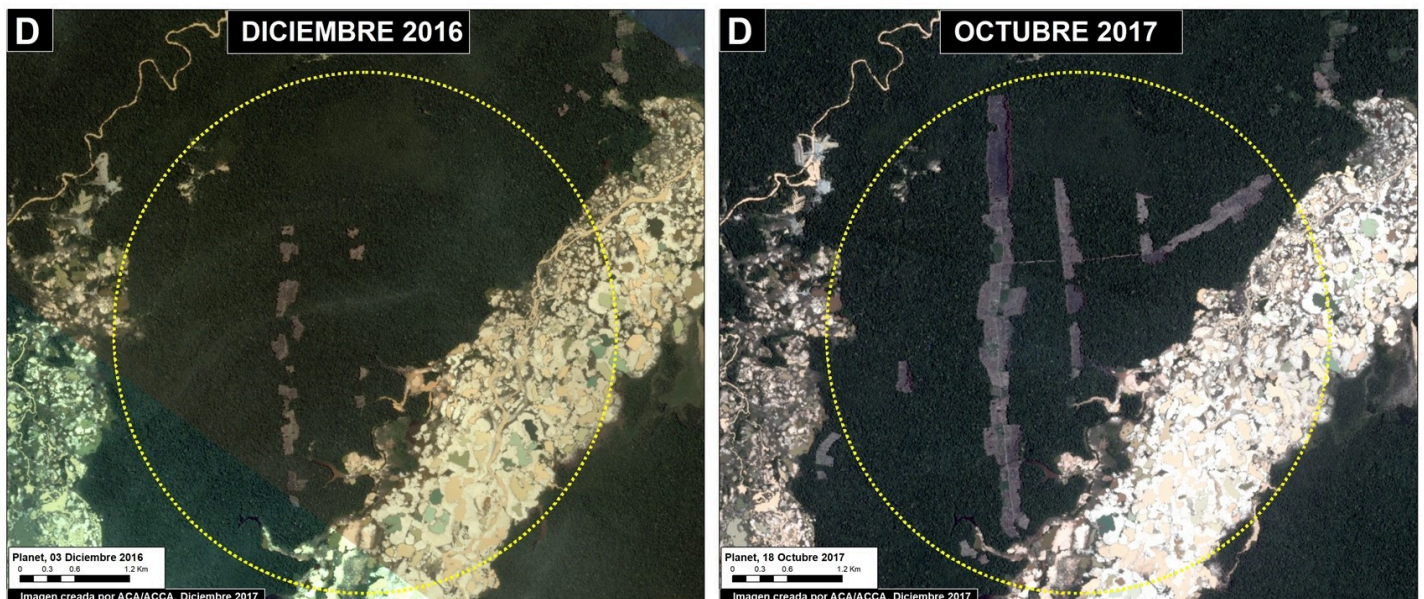 D
DICIEMBRE 2016
Planet, 03 Diciembre 2016
0 0.3 0.6 1.2 Km
Imagen creada por ACA/ACCA, Diciembre 2017
D
OCTUBRE 2017
Planet, 18 Octubre 2017
0 0.3 0.6 1.2 Km
Imagen creada por ACA/ACCA, Diciembre 2017